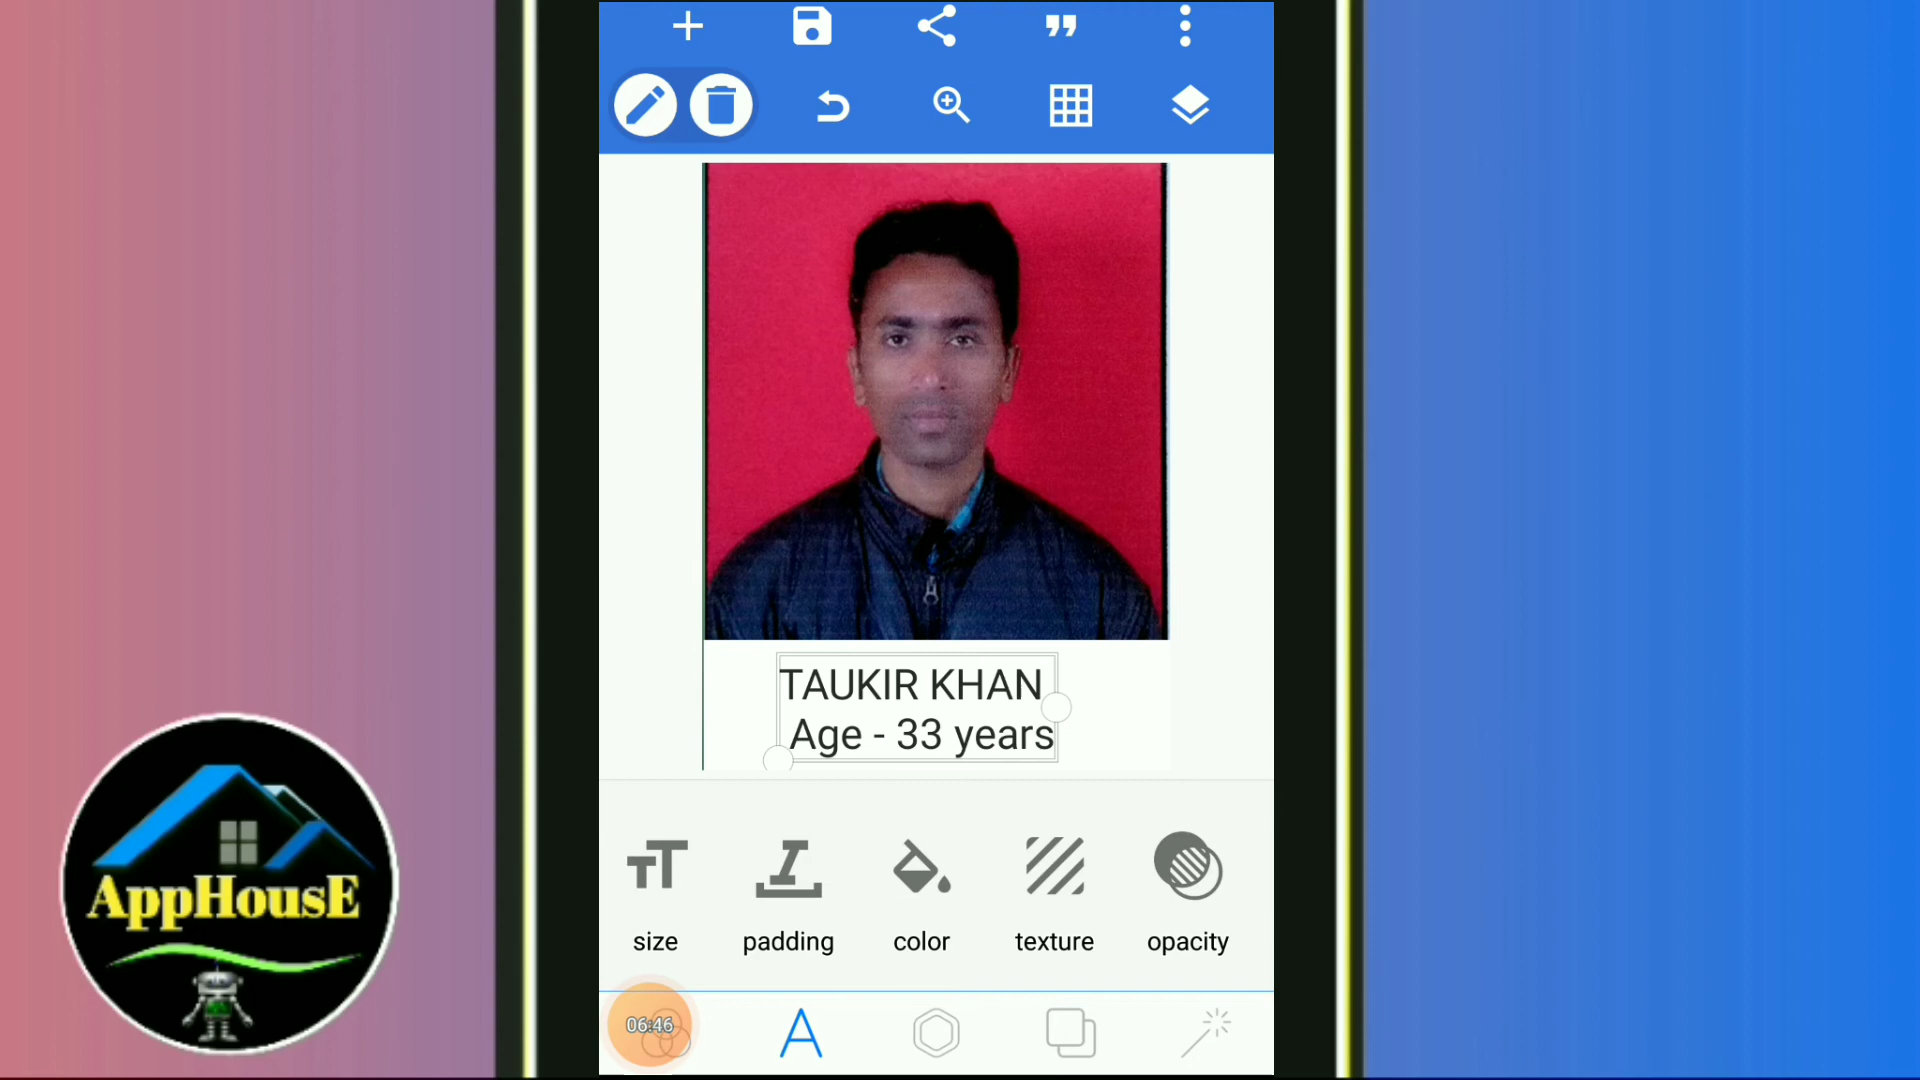 TAUKIR KHAN
Age - 33 years
size padding color texture opacity
06:46
A
AppHousE